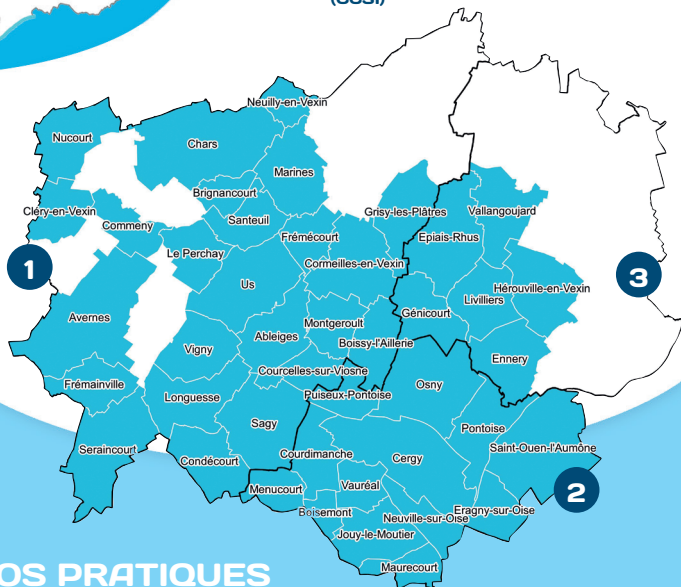 (CCSI)
Neuilly-en-Vexin
Nucourt
Chars
Marines
Brignancourt
Cléry-en-Vexin
Commeny
Santeuil
Grisy-les-Plâtres
Vallangoujard
Frémécourt
Epiais-Rhus
Le Perchay
Cormeilles-en-Vexin
1
3
Us
Hérouville-en-Vexin
Livilliers
Génicourt
Avernes
Montgeroult
Ableiges
Boissy-l'Aillerie
Vigny
Ennery
Courcelles-sur-Viosne
Frémainville
Osny
Longuesse
Puiseux-Pontoise
Sagy
Pontoise
Seraincourt
Saint-Ouen-l'Aumône
Condécourt
Courdimanche
Cergy
Menucourt
Vauréal
2
Boisemont
Neuville-sur-Oise
Eragny-sur-Oise
Jouy-le-Moutier
Maurecourt
OS PRATIQUES